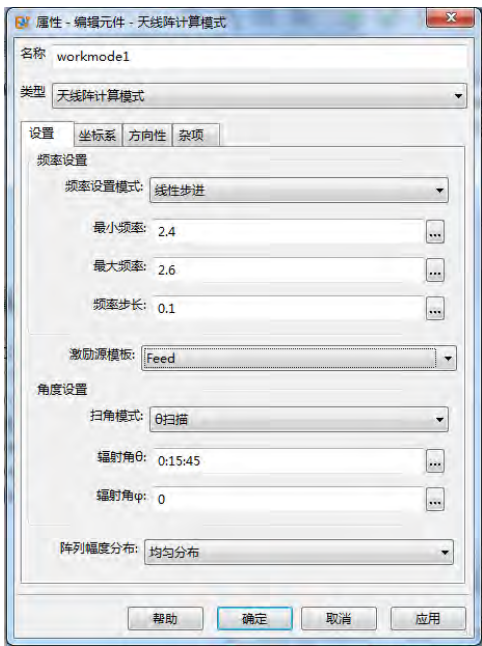 属性 - 编辑元件 - 天线阵计算模式
名称 workmode1
类型 天线阵计算模式
设置 坐标系 方向性 杂项
频率设置
频率设置模式: 线性步进
最小频率: 2.4 ...
最大频率: 2.6 ...
频率步长: 0.1 ...
激励源模板: Feed
角度设置
扫角模式: θ扫描
辐射角θ: 0:15:45 ...
辐射角φ: 0 ...
阵列幅度分布: 均匀分布
帮助 确定 取消 应用